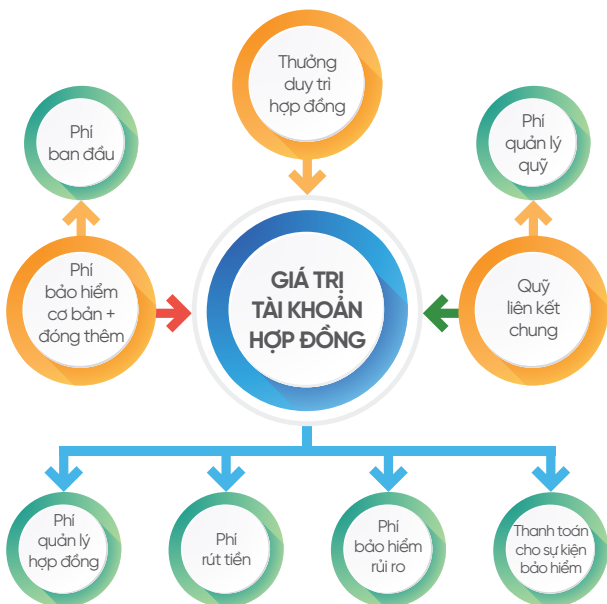 Thưởng
duy trì
hợp đồng
Phí
ban đầu
Phí
quản lý
quỹ
Phí
bảo hiểm
cơ bản +
đóng thêm
GIÁ TRỊ
TÀI KHOẢN
HỢP ĐỒNG
Quỹ
liên kết
chung
Phí
quản lý
hợp đồng
Phí
rút tiền
Phí
bảo hiểm
rủi ro
Thanh toán
cho sự kiện
bảo hiểm